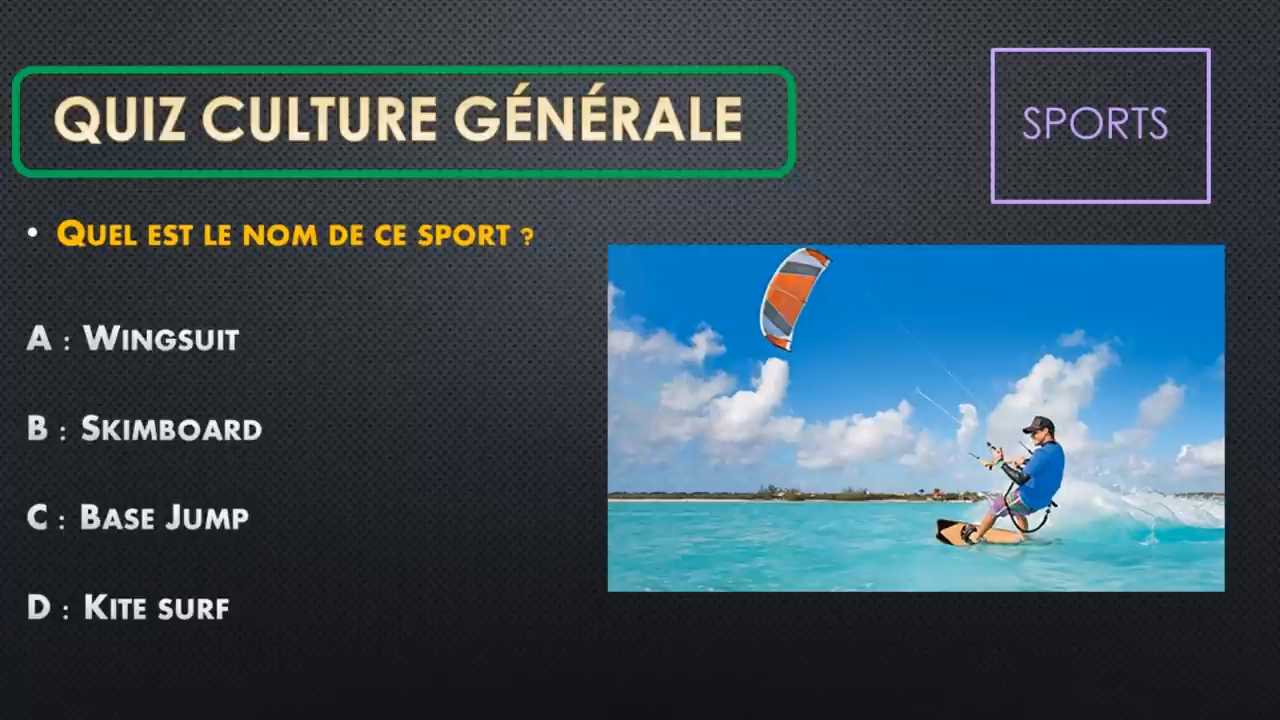 QUIZ CULTURE GÉNÉRALE
SPORTS
• QUEL EST LE NOM DE CE SPORT ?
A : WINGSUIT
B : SKIMBOARD
C : BASE JUMP
D : KITE SURF